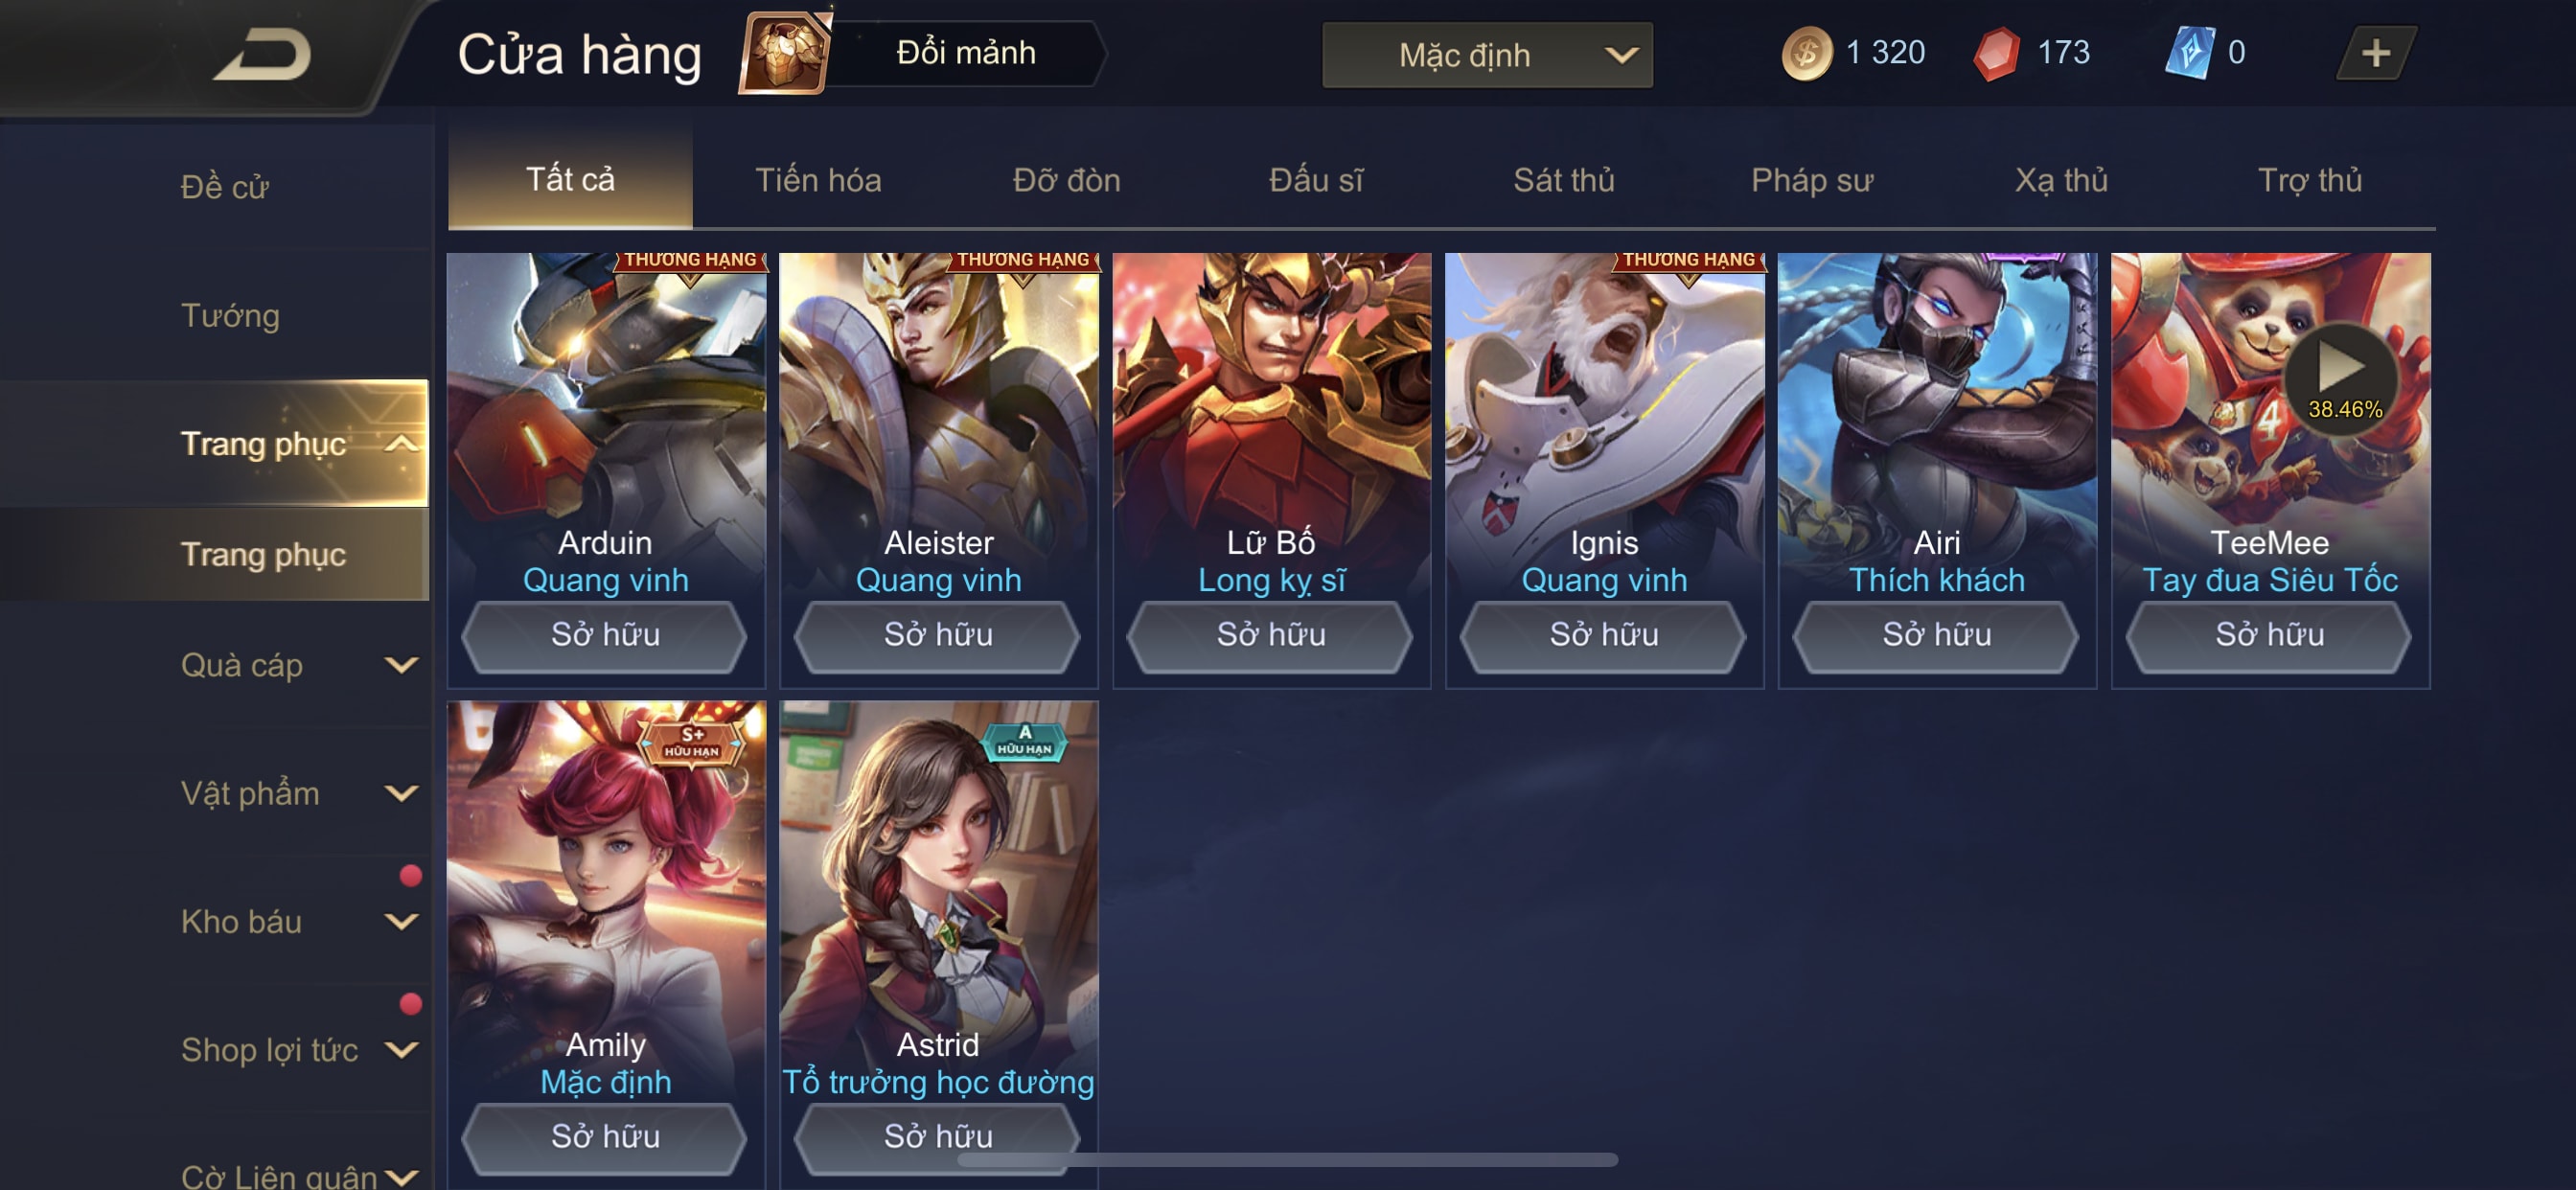 Cửa hàng
Đổi mảnh
Mặc định
1 320
173
0
Đề cử
Tướng
Trang phục
Trang phục
Quà cáp
Vật phẩm
Kho báu
Shop lợi tức
Cờ Liên quân
Tất cả
Tiến hóa
Đỡ đòn
Đấu sĩ
Sát thủ
Pháp sư
Xạ thủ
Trợ thủ
THƯỢNG HẠNG
Arduin
Quang vinh
Sở hữu
THƯỢNG HẠNG
Aleister
Quang vinh
Sở hữu
Lữ Bố
Long kỵ sĩ
Sở hữu
THƯỢNG HẠNG
Ignis
Quang vinh
Sở hữu
Airi
Thích khách
Sở hữu
4
38.46%
TeeMee
Tay đua Siêu Tốc
Sở hữu
S+
HỮU HẠN
Amily
Mặc định
Sở hữu
A
HỮU HẠN
Astrid
Tổ trưởng học đường
Sở hữu